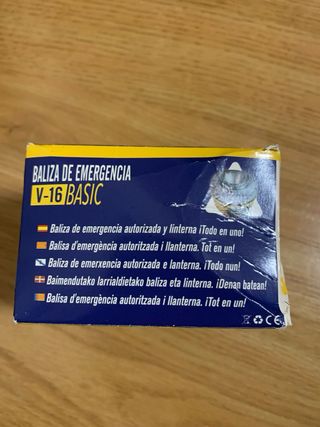 BALIZA DE EMERGENCIA
V-16 BASIC
Baliza de emergencia autorizada y linterna ¡Todo en uno!
Balisa d'emergència autoritzada i llanterna. Tot en un!
Baliza de emerxencia autorizada e lanterna. ¡Todo nun!
Baimendutako larrialdietako baliza eta linterna. ¡Denan batean!
Balisa d'emergència autoritzada i llanterna. ¡Tot en un!
CE